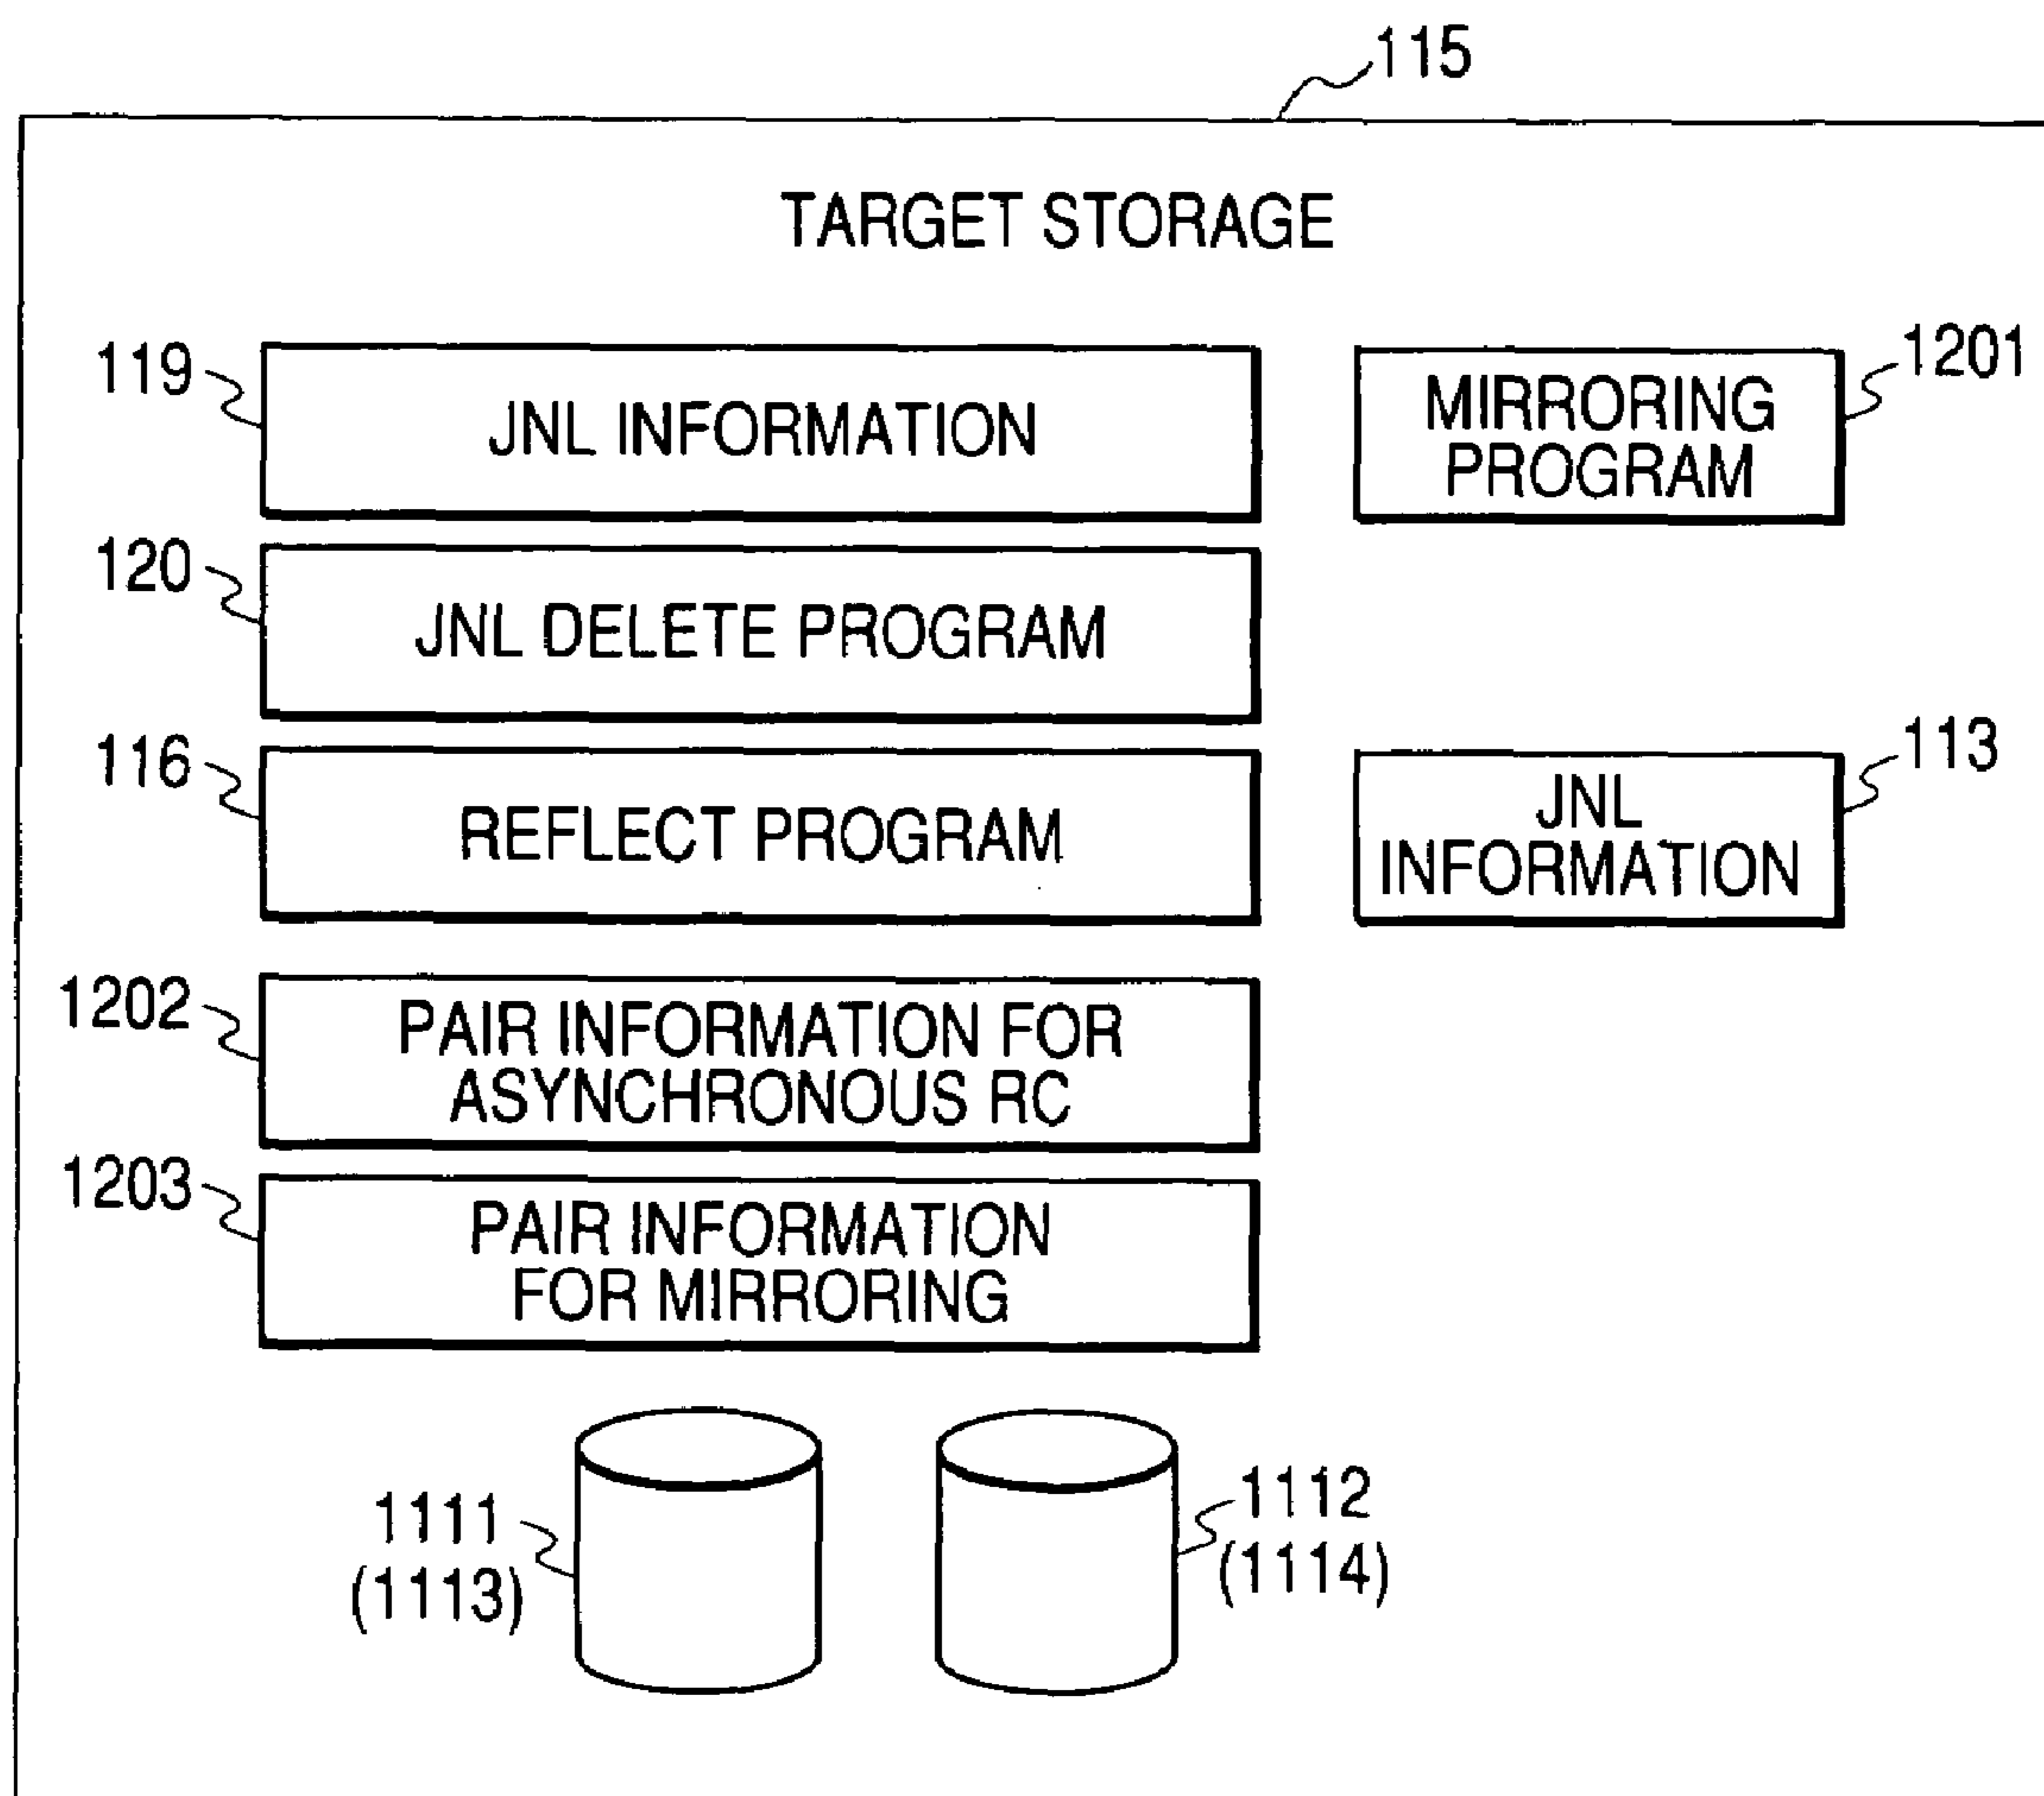 115
TARGET STORAGE
119
JNL INFORMATION
1201
MIRRORING
PROGRAM
120
JNL DELETE PROGRAM
116
REFLECT PROGRAM
113
JNL
INFORMATION
1202
PAIR INFORMATION FOR
ASYNCHRONOUS RC
1203
PAIR INFORMATION
FOR MIRRORING
1111
(1113)
1112
(1114)